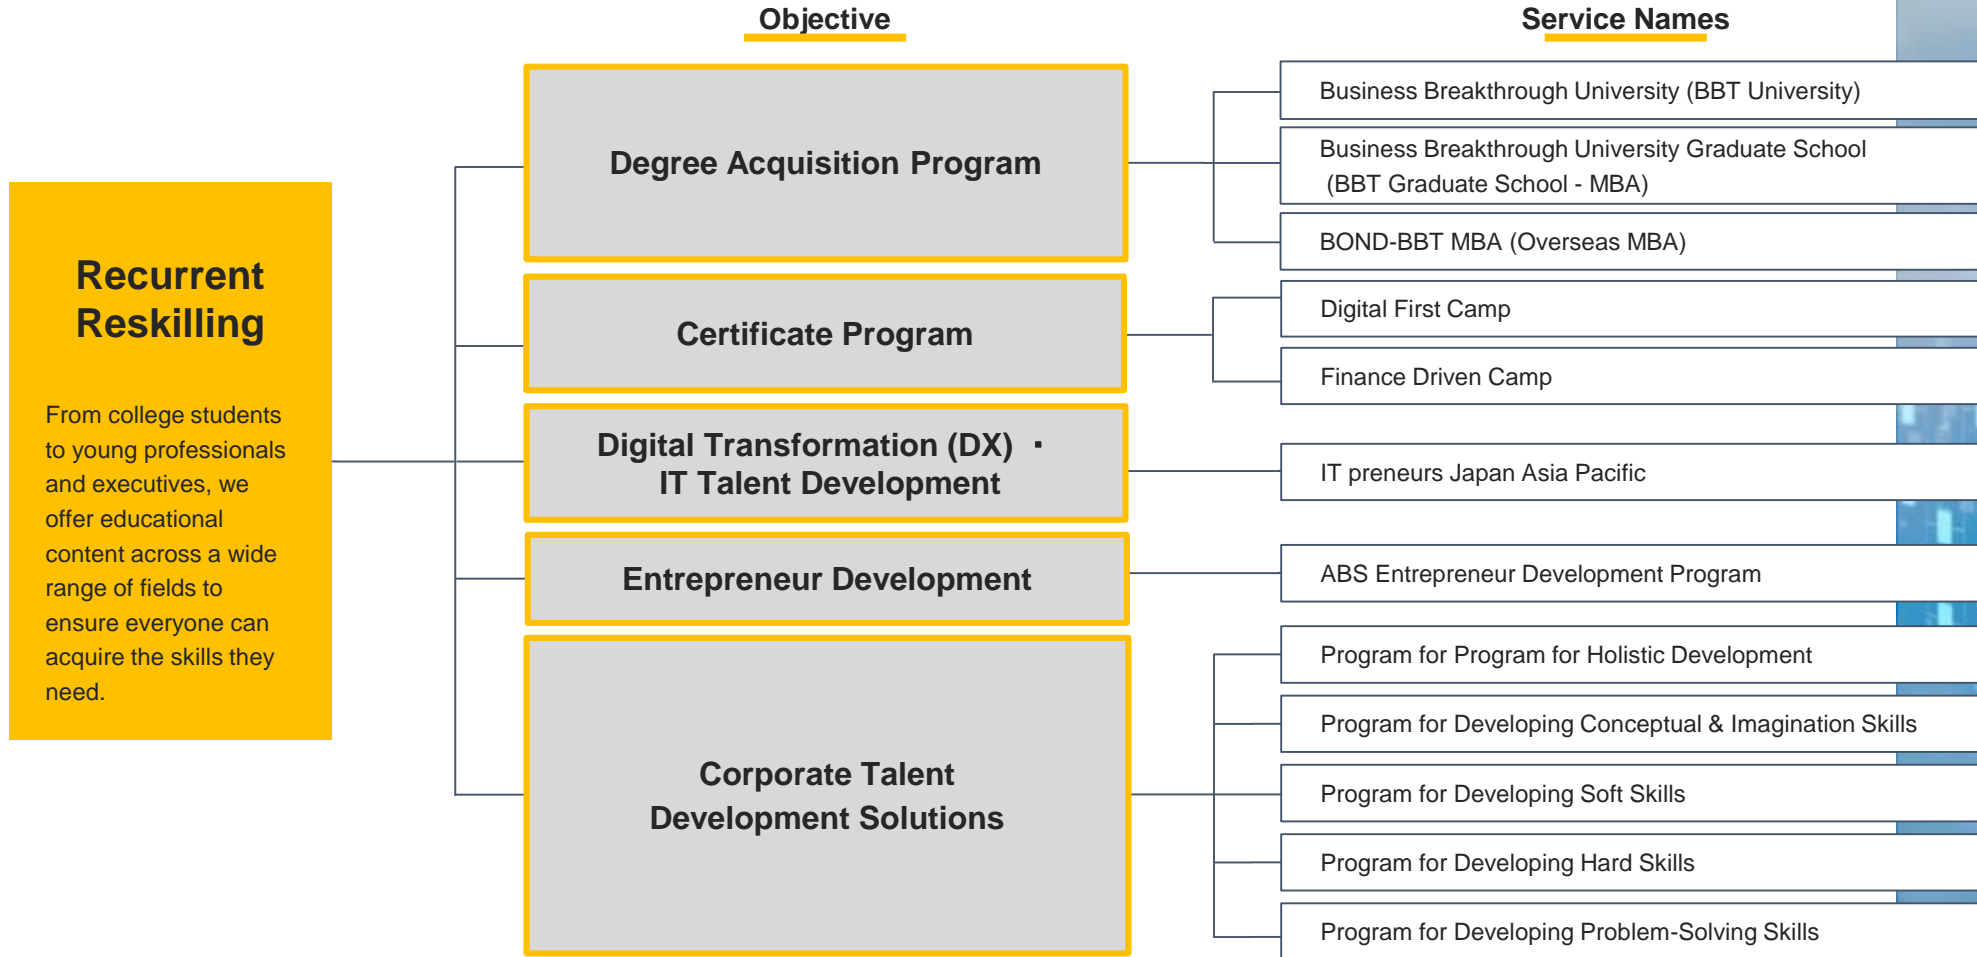 Objective
Service Names
Recurrent
Reskilling
From college students
to young professionals
and executives, we
offer educational
content across a wide
range of fields to
ensure everyone can
acquire the skills they
need.
Degree Acquisition Program
Business Breakthrough University (BBT University)
Business Breakthrough University Graduate School
(BBT Graduate School - MBA)
BOND-BBT MBA (Overseas MBA)
Certificate Program
Digital First Camp
Finance Driven Camp
Digital Transformation (DX) ・
IT Talent Development
IT preneurs Japan Asia Pacific
Entrepreneur Development
ABS Entrepreneur Development Program
Corporate Talent
Development Solutions
Program for Program for Holistic Development
Program for Developing Conceptual & Imagination Skills
Program for Developing Soft Skills
Program for Developing Hard Skills
Program for Developing Problem-Solving Skills